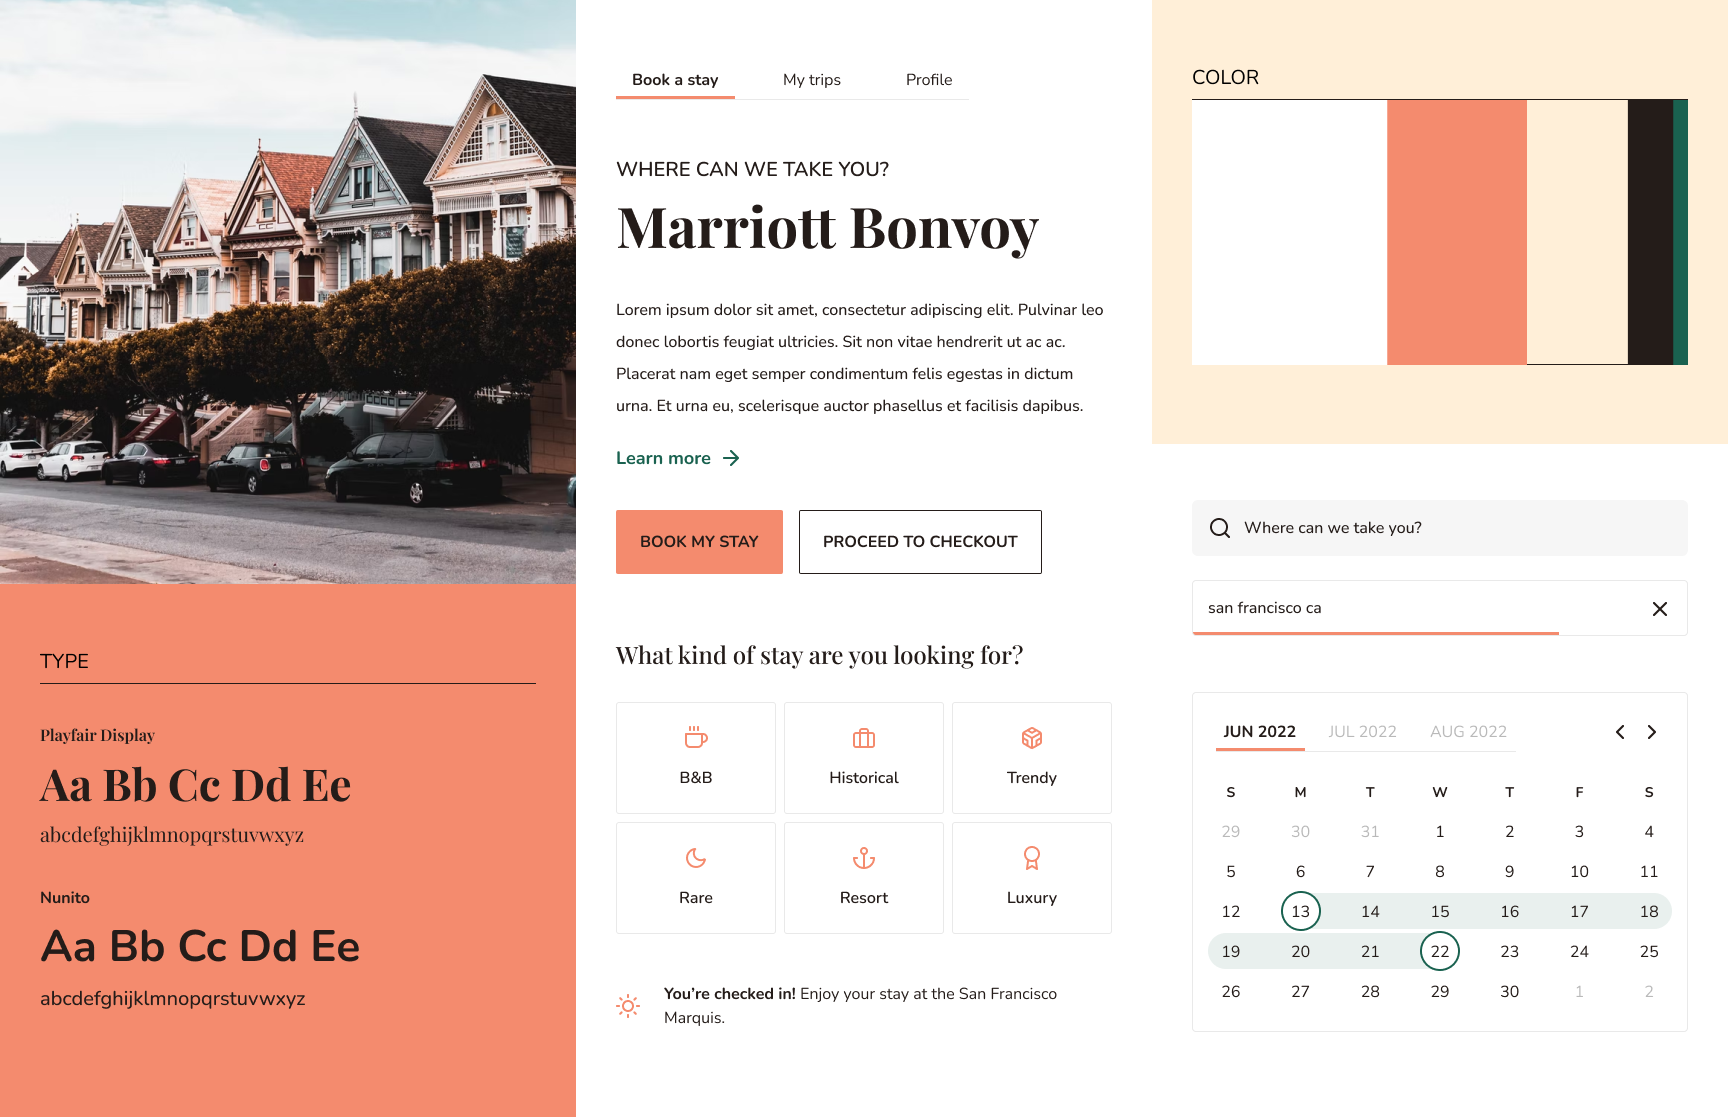 Book a stay
My trips
Profile
WHERE CAN WE TAKE YOU?
Marriott Bonvoy
Lorem ipsum dolor sit amet, consectetur adipiscing elit. Pulvinar leo
donec lobortis feugiat ultricies. Sit non vitae hendrerit ut ac ac.
Placerat nam eget semper condimentum felis egestas in dictum
urna. Et urna eu, scelerisque auctor phasellus et facilisis dapibus.
Learn more
BOOK MY STAY
PROCEED TO CHECKOUT
What kind of stay are you looking for?
B&B
Historical
Trendy
Rare
Resort
Luxury
You’re checked in! Enjoy your stay at the San Francisco
Marquis.
TYPE
Playfair Display
Aa Bb Cc Dd Ee
abcdefghijklmnopqrstuvwxyz
Nunito
Aa Bb Cc Dd Ee
abcdefghijklmnopqrstuvwxyz
COLOR
Where can we take you?
san francisco ca
JUN 2022 JUL 2022 AUG 2022
S M T W T F S
29 30 31 1 2 3 4
5 6 7 8 9 10 11
12 13 14 15 16 17 18
19 20 21 22 23 24 25
26 27 28 29 30 1 2